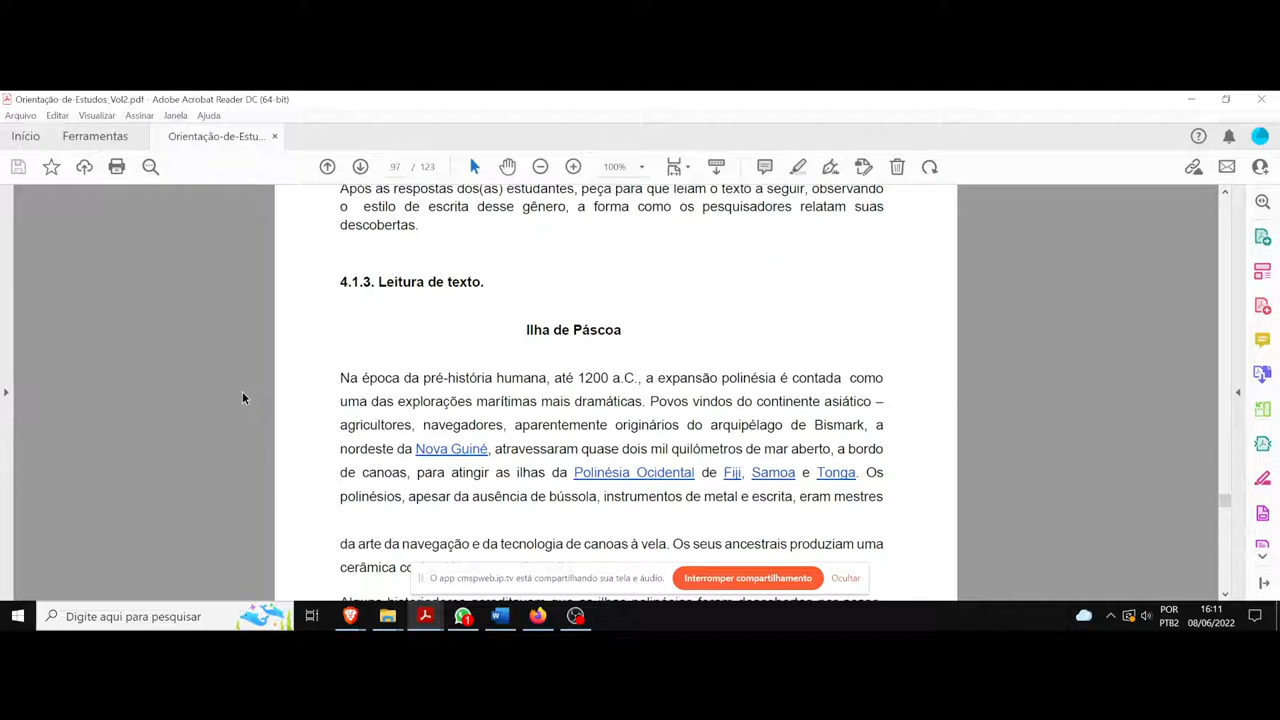 Orientação-de-Estudos_Vol2.pdf - Adobe Acrobat Reader DC (64-bit)
Arquivo Editar Visualizar Assinar Janela Ajuda
Início Ferramentas Orientação-de-Estu... ×
97 / 123 100%
Após as respostas dos(as) estudantes, peça para que leiam o texto a seguir, observando
o estilo de escrita desse gênero, a forma como os pesquisadores relatam suas
descobertas.
4.1.3. Leitura de texto.
Ilha de Páscoa
Na época da pré-história humana, até 1200 a.C., a expansão polinésia é contada como
uma das explorações marítimas mais dramáticas. Povos vindos do continente asiático –
agricultores, navegadores, aparentemente originários do arquipélago de Bismark, a
nordeste da Nova Guiné, atravessaram quase dois mil quilómetros de mar aberto, a bordo
de canoas, para atingir as ilhas da Polinésia Ocidental de Fiji, Samoa e Tonga. Os
polinésios, apesar da ausência de bússola, instrumentos de metal e escrita, eram mestres
da arte da navegação e da tecnologia de canoas à vela. Os seus ancestrais produziam uma
cerâmica
O app cmspweb.ip.tv está compartilhando sua tela e áudio. Interromper compartilhamento Ocultar
Digite aqui para pesquisar
1
POR
PTB2
16:11
08/06/2022